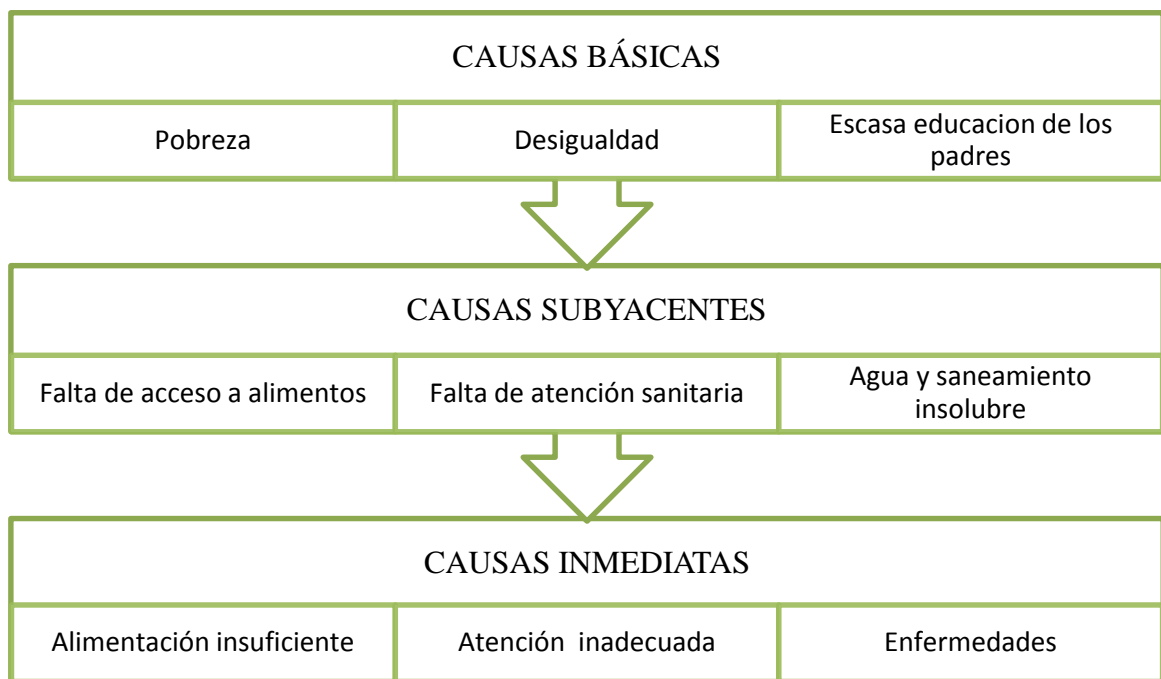 CAUSAS BÁSICAS
Pobreza
Desigualdad
Escasa educacion de los
padres
CAUSAS SUBYACENTES
Falta de acceso a alimentos
Falta de atención sanitaria
Agua y saneamiento
insolubre
CAUSAS INMEDIATAS
Alimentación insuficiente
Atención  inadecuada
Enfermedades